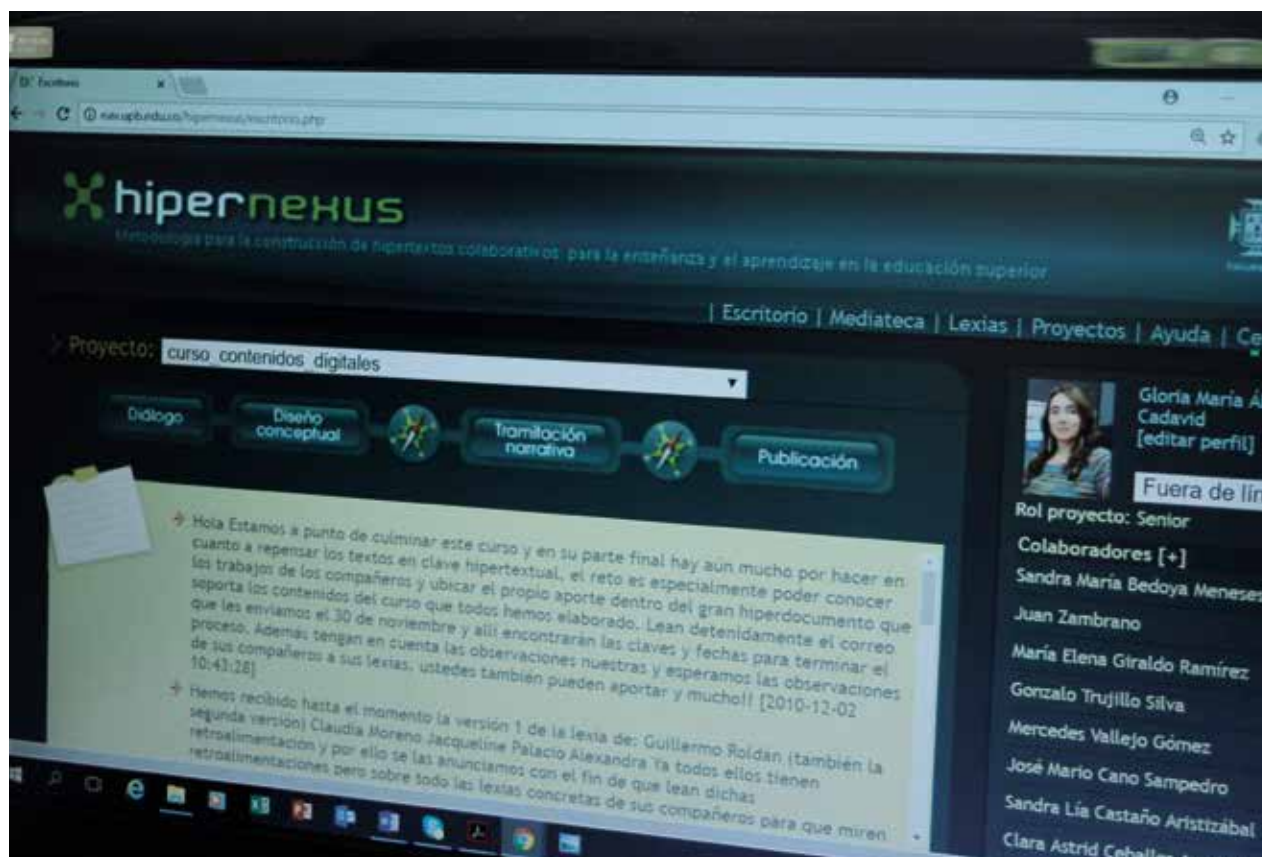 Escritorio
hipernexus
Metodología para la construcción de hipertextos colaborativos para la enseñanza y el aprendizaje en la educación superior
| Escritorio | Mediateca | Lexias | Proyectos | Ayuda | Ce
Proyecto: curso_contenidos_digitales
Diálogo
Diseño
conceptual
Tramitación
narrativa
Publicación
Gloria María Á
Cadavid
[editar perfil]
Fuera de lín
Rol proyecto: Senior
Colaboradores [+]
Sandra María Bedoya Meneses
Juan Zambrano
María Elena Giraldo Ramírez
Gonzalo Trujillo Silva
Mercedes Vallejo Gómez
José Mario Cano Sampedro
Sandra Lía Castaño Aristizábal
Clara Astrid
Hola Estamos a punto de culminar este curso y en su parte final hay aun mucho por hacer en
cuanto a repensar los textos en clave hipertextual, el reto es especialmente poder conocer
los trabajos de los compañeros y ubicar el propio aporte dentro del gran hiperdocumento que
soporta los contenidos del curso que todos hemos elaborado. Lean detenidamente el correo
que les enviamos el 30 de noviembre y allí encontrarán las claves y fechas para terminar el
proceso. Ademas tengan en cuenta las observaciones nuestras y esperamos las observaciones
de sus compañeros a sus lexias, ustedes también pueden aportar y mucho!! [2010-12-02
10:43:28]
Hemos recibido hasta el momento la versión 1 de la lexia de: Guillermo Roldan (también la
segunda versión) Claudia Moreno Jacqueline Palacio Alexandra Ya todos ellos tienen
retroalimentación y por ello se las anunciamos con el fin de que lean dichas
retroalimentaciones pero sobre todo las lexias concretas de sus compañeros para que miren